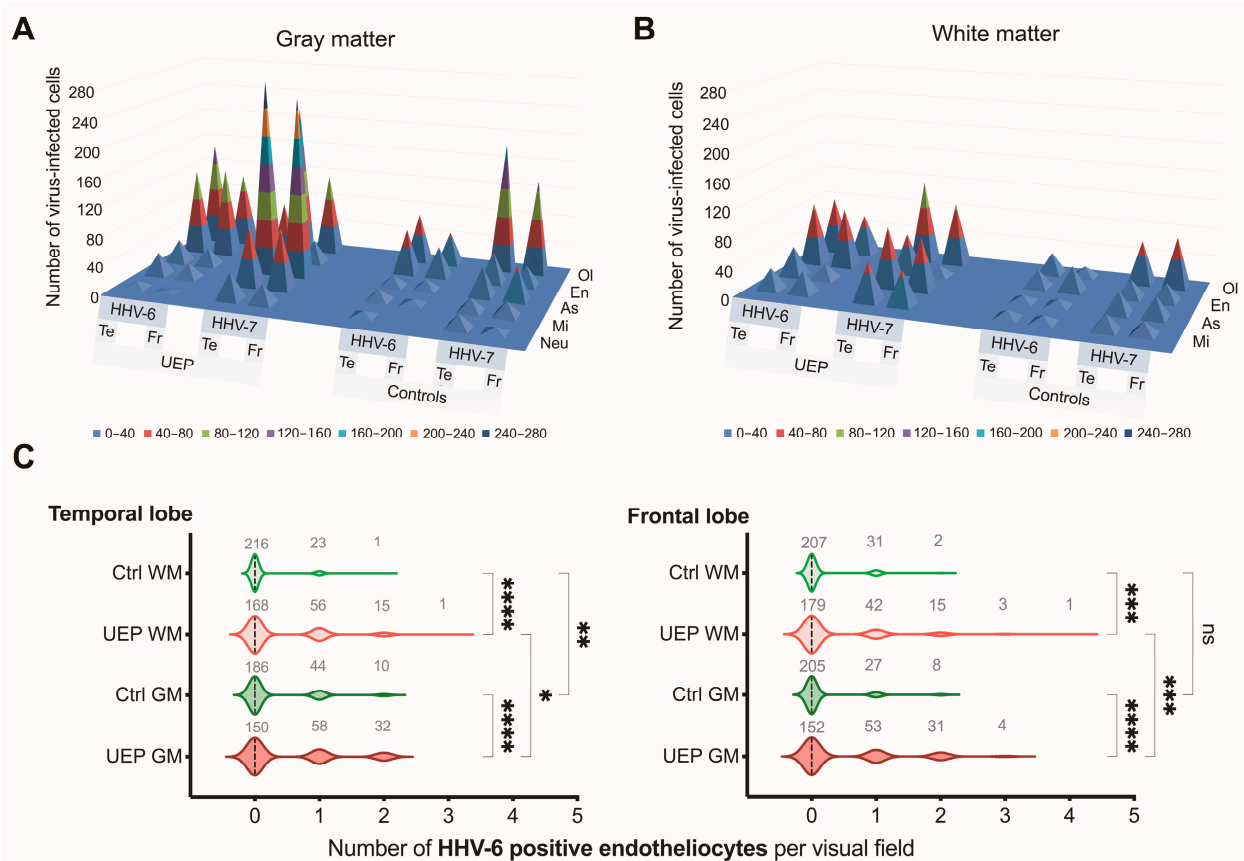 A
Gray matter
Number of virus-infected cells
280
240
200
160
120
80
40
0
HHV-6
HHV-7
HHV-6
HHV-7
Te
Fr
Te
Fr
Te
Fr
Te
Fr
UEP
Controls
Ol
En
As
Mi
Neu
0–40
40–80
80–120
120–160
160–200
200–240
240–280
B
White matter
Number of virus-infected cells
280
240
200
160
120
80
40
0
HHV-6
HHV-7
HHV-6
HHV-7
Te
Fr
Te
Fr
Te
Fr
Te
Fr
UEP
Controls
Ol
En
As
Mi
0–40
40–80
80–120
120–160
160–200
200–240
240–280
C
Temporal lobe
Ctrl WM
216 23 1
UEP WM
168 56 15 1
Ctrl GM
186 44 10
UEP GM
150 58 32
****
**
*
****
0 1 2 3 4 5
Frontal lobe
Ctrl WM
207 31 2
UEP WM
179 42 15 3 1
Ctrl GM
205 27 8
UEP GM
152 53 31 4
***
ns
***
****
0 1 2 3 4 5
Number of HHV-6 positive endotheliocytes per visual field